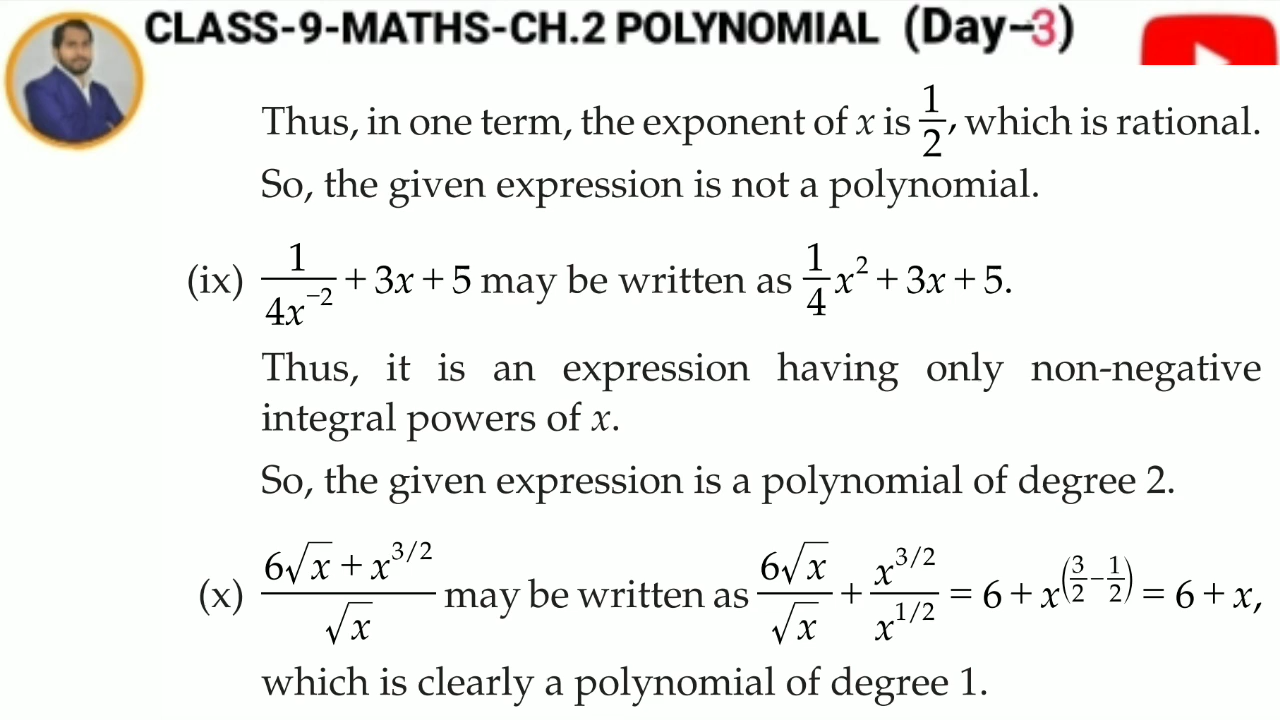 CLASS-9-MATHS-CH.2 POLYNOMIAL (Day-3)
Thus, in one term, the exponent of x is 1/2, which is rational.
So, the given expression is not a polynomial.
(ix) 1/(4x⁻²) + 3x + 5 may be written as 1/4 x² + 3x + 5.
Thus, it is an expression having only non-negative
integral powers of x.
So, the given expression is a polynomial of degree 2.
(x) (6√x + x^(3/2))/√x may be written as 6√x/√x + x^(3/2)/x^(1/2) = 6 + x^(3/2 − 1/2) = 6 + x,
which is clearly a polynomial of degree 1.